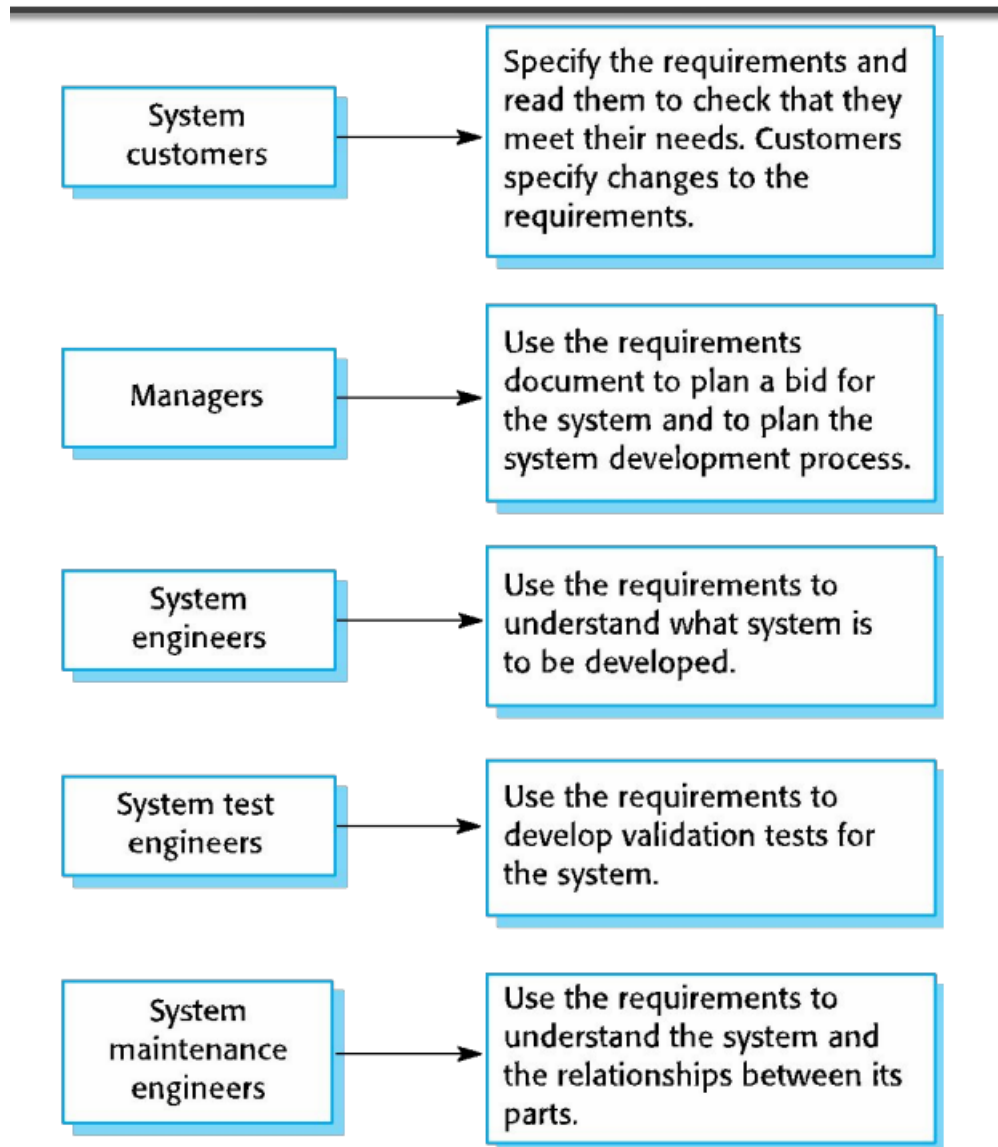 System
customers
Specify the requirements and
read them to check that they
meet their needs. Customers
specify changes to the
requirements.
Managers
Use the requirements
document to plan a bid for
the system and to plan the
system development process.
System
engineers
Use the requirements to
understand what system is
to be developed.
System test
engineers
Use the requirements to
develop validation tests for
the system.
System
maintenance
engineers
Use the requirements to
understand the system and
the relationships between its
parts.